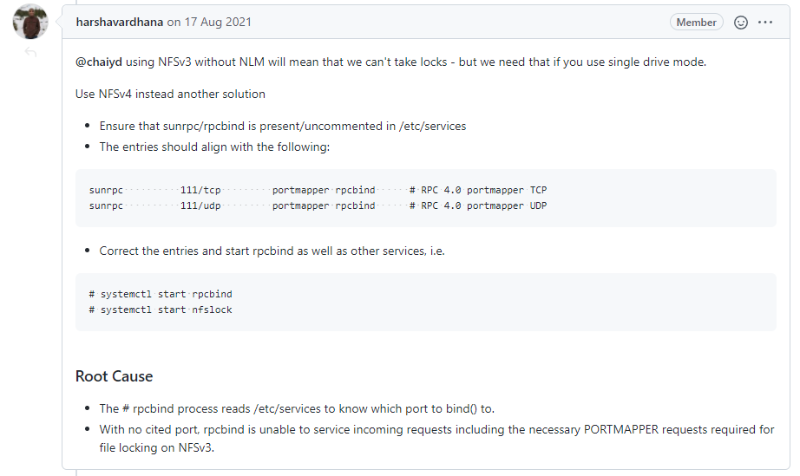 harshavardhana on 17 Aug 2021 Member
@chaiyd using NFSv3 without NLM will mean that we can't take locks - but we need that if you use single drive mode.
Use NFSv4 instead another solution
• Ensure that sunrpc/rpcbind is present/uncommented in /etc/services
• The entries should align with the following:
sunrpc 111/tcp portmapper rpcbind # RPC 4.0 portmapper TCP
sunrpc 111/udp portmapper rpcbind # RPC 4.0 portmapper UDP
• Correct the entries and start rpcbind as well as other services, i.e.
# systemctl start rpcbind
# systemctl start nfslock
Root Cause
• The # rpcbind process reads /etc/services to know which port to bind() to.
• With no cited port, rpcbind is unable to service incoming requests including the necessary PORTMAPPER requests required for
file locking on NFSv3.